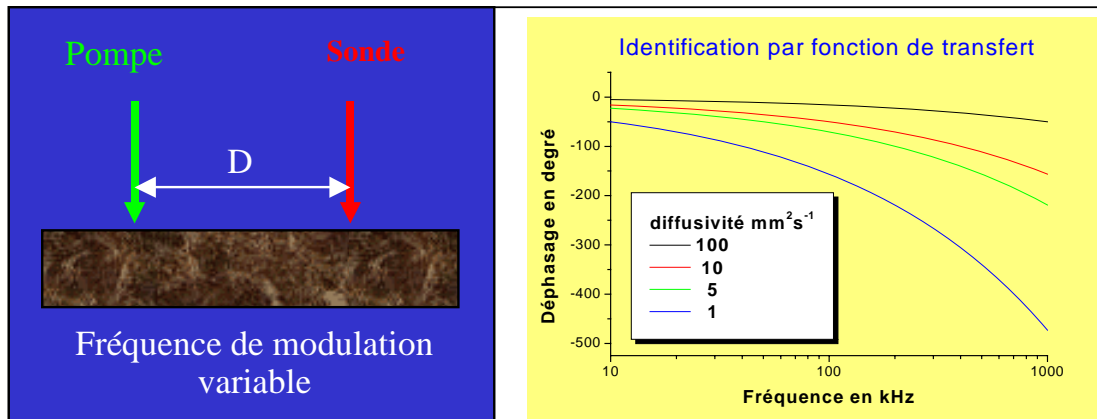 Pompe
Sonde
D
Fréquence de modulation
variable
Identification par fonction de transfert
Déphasage en degré
0
-100
-200
-300
-400
-500
diffusivité mm²s⁻¹
100
10
5
1
10
100
1000
Fréquence en kHz